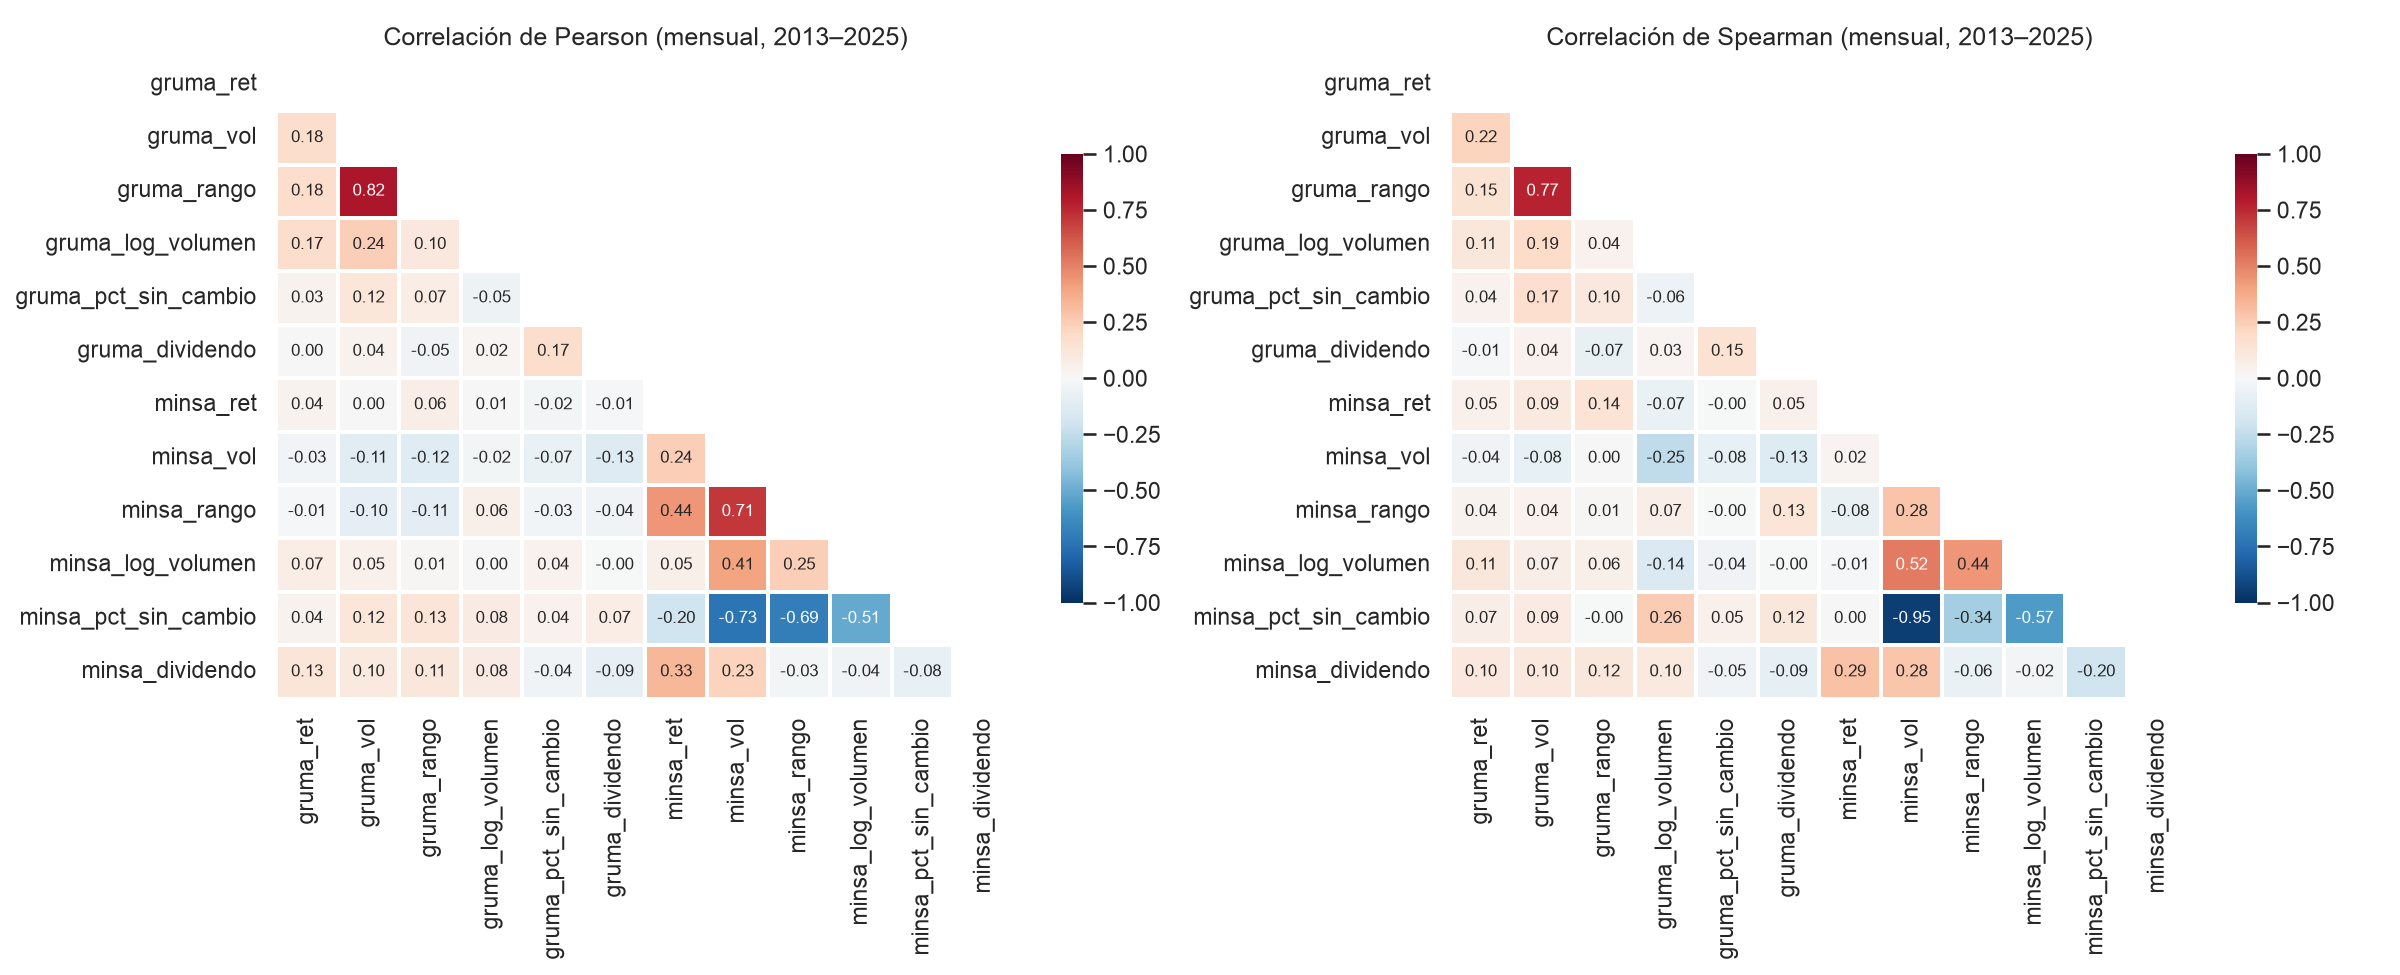 Correlación de Pearson (mensual, 2013–2025)
gruma_ret
gruma_vol 0.18
gruma_rango 0.18 0.82
gruma_log_volumen 0.17 0.24 0.10
gruma_pct_sin_cambio 0.03 0.12 0.07 -0.05
gruma_dividendo 0.00 0.04 -0.05 0.02 0.17
minsa_ret 0.04 0.00 0.06 0.01 -0.02 -0.01
minsa_vol -0.03 -0.11 -0.12 -0.02 -0.07 -0.13 0.24
minsa_rango -0.01 -0.10 -0.11 0.06 -0.03 -0.04 0.44 0.71
minsa_log_volumen 0.07 0.05 0.01 0.00 0.04 -0.00 0.05 0.41 0.25
minsa_pct_sin_cambio 0.04 0.12 0.13 0.08 0.04 0.07 -0.20 -0.73 -0.69 -0.51
minsa_dividendo 0.13 0.10 0.11 0.08 -0.04 -0.09 0.33 0.23 -0.03 -0.04 -0.08
gruma_ret
gruma_vol
gruma_rango
gruma_log_volumen
gruma_pct_sin_cambio
gruma_dividendo
minsa_ret
minsa_vol
minsa_rango
minsa_log_volumen
minsa_pct_sin_cambio
minsa_dividendo
1.00
0.75
0.50
0.25
0.00
−0.25
−0.50
−0.75
−1.00
Correlación de Spearman (mensual, 2013–2025)
gruma_ret
gruma_vol 0.22
gruma_rango 0.15 0.77
gruma_log_volumen 0.11 0.19 0.04
gruma_pct_sin_cambio 0.04 0.17 0.10 -0.06
gruma_dividendo -0.01 0.04 -0.07 0.03 0.15
minsa_ret 0.05 0.09 0.14 -0.07 -0.00 0.05
minsa_vol -0.04 -0.08 0.00 -0.25 -0.08 -0.13 0.02
minsa_rango 0.04 0.04 0.01 0.07 -0.00 0.13 -0.08 0.28
minsa_log_volumen 0.11 0.07 0.06 -0.14 -0.04 -0.00 -0.01 0.52 0.44
minsa_pct_sin_cambio 0.07 0.09 -0.00 0.26 0.05 0.12 0.00 -0.95 -0.34 -0.57
minsa_dividendo 0.10 0.10 0.12 0.10 -0.05 -0.09 0.29 0.28 -0.06 -0.02 -0.20
gruma_ret
gruma_vol
gruma_rango
gruma_log_volumen
gruma_pct_sin_cambio
gruma_dividendo
minsa_ret
minsa_vol
minsa_rango
minsa_log_volumen
minsa_pct_sin_cambio
minsa_dividendo
1.00
0.75
0.50
0.25
0.00
−0.25
−0.50
−0.75
−1.00